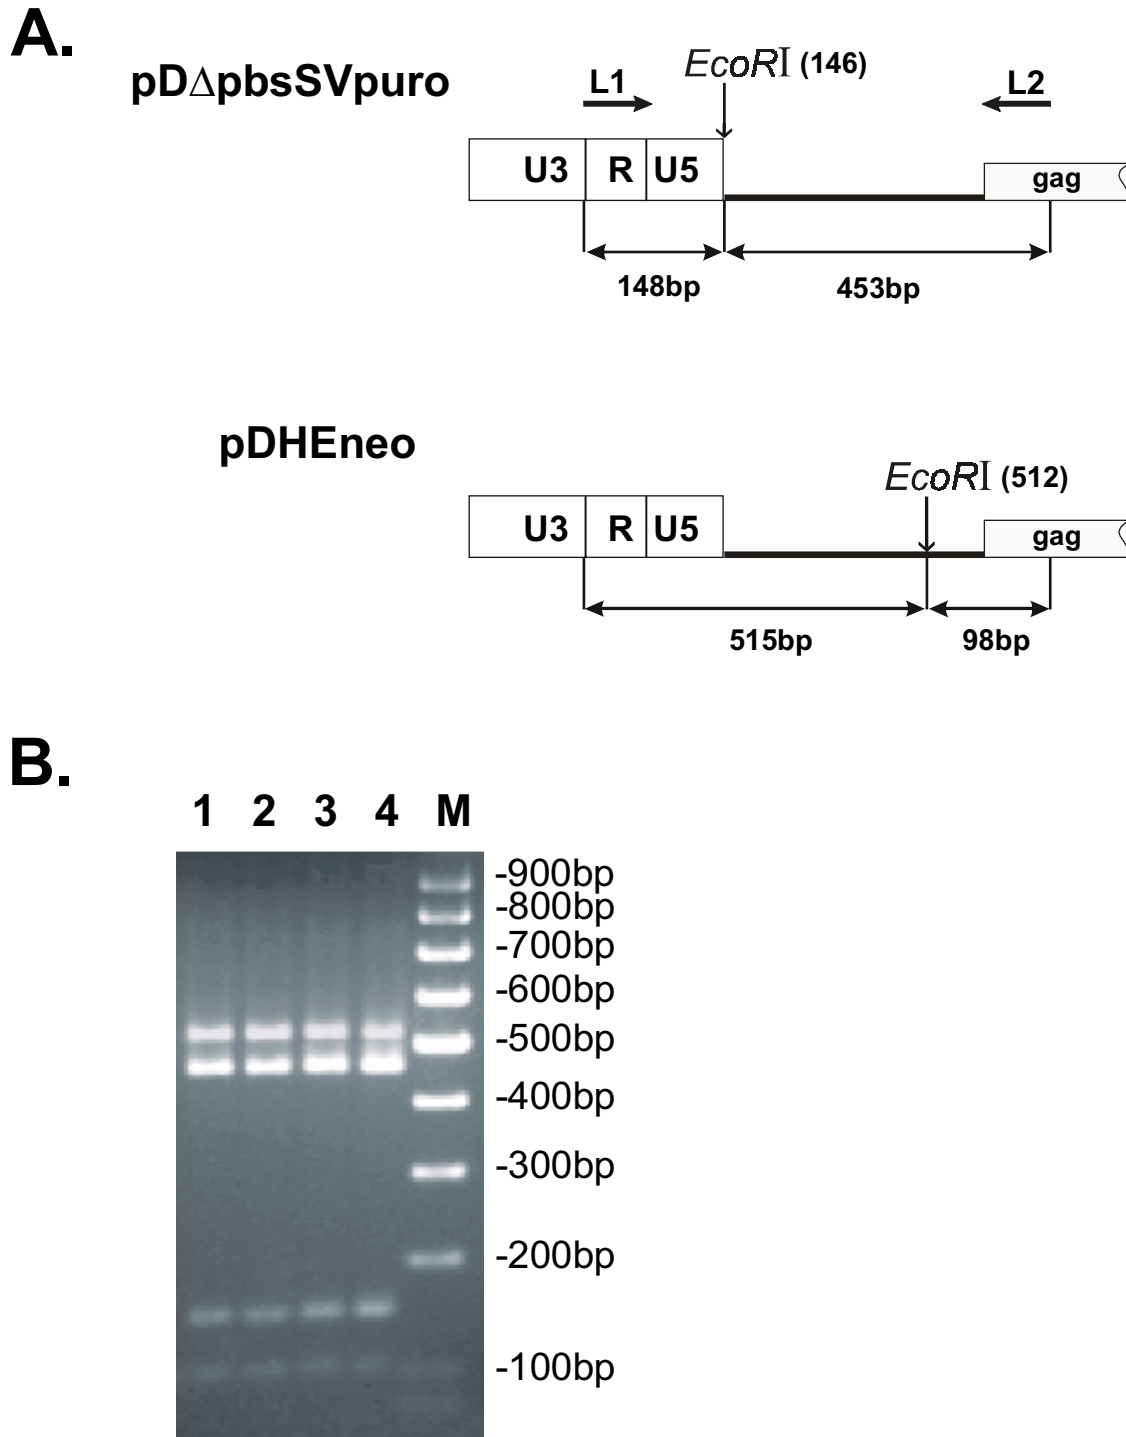 A.
pDΔpbsSVpuro
EcoRI (146)
L1
L2
U3 R U5
gag
148bp
453bp
pDHEneo
EcoRI (512)
U3 R U5
gag
515bp
98bp
B.
1 2 3 4 M
-900bp
-800bp
-700bp
-600bp
-500bp
-400bp
-300bp
-200bp
-100bp